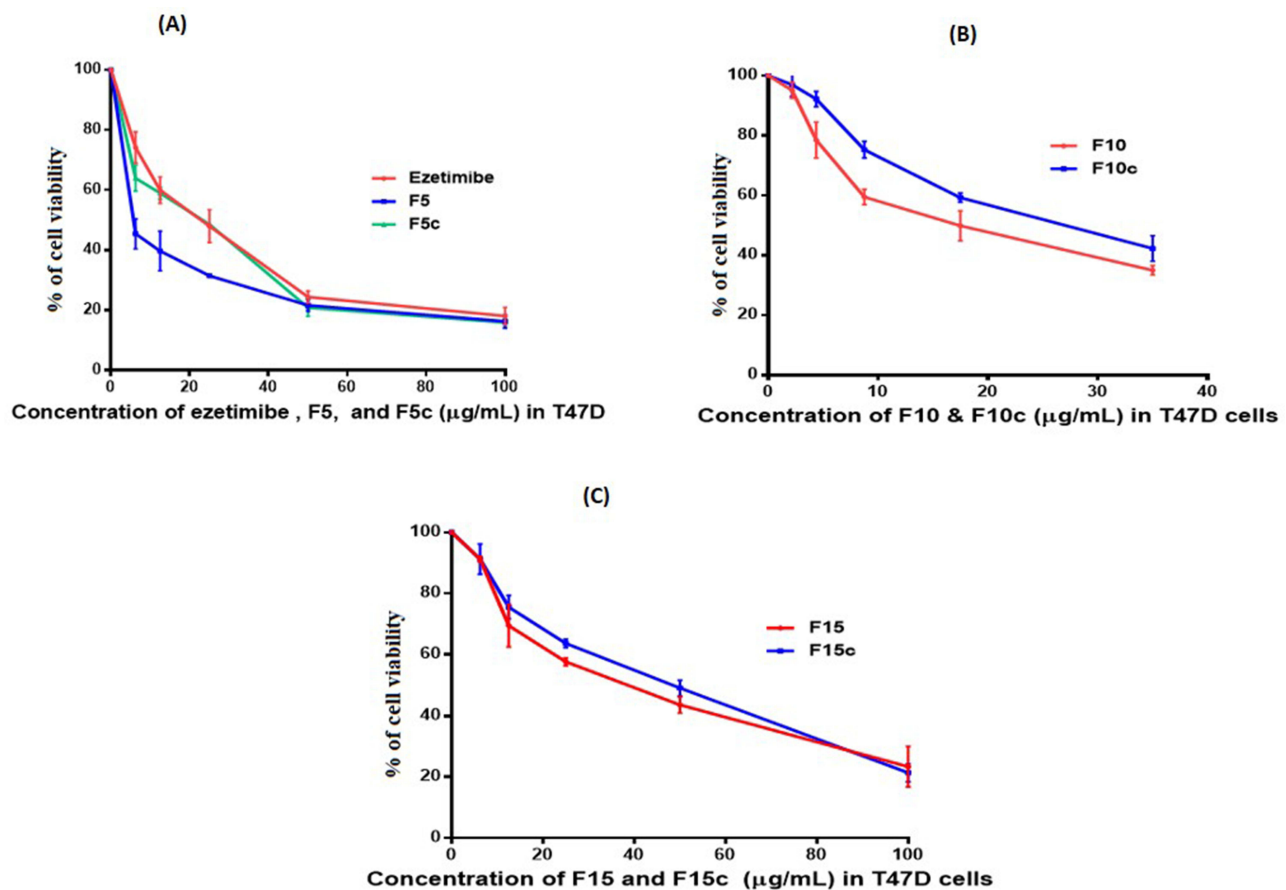 (A)
100
80
60
40
20
0
% of cell viability
Ezetimibe
F5
F5c
0 20 40 60 80 100
Concentration of ezetimibe , F5, and F5c (μg/mL) in T47D
(B)
100
80
60
40
20
0
% of cell viability
F10
F10c
0 10 20 30 40
Concentration of F10 & F10c (μg/mL) in T47D cells
(C)
100
80
60
40
20
0
% of cell viability
F15
F15c
0 20 40 60 80 100
Concentration of F15 and F15c (μg/mL) in T47D cells